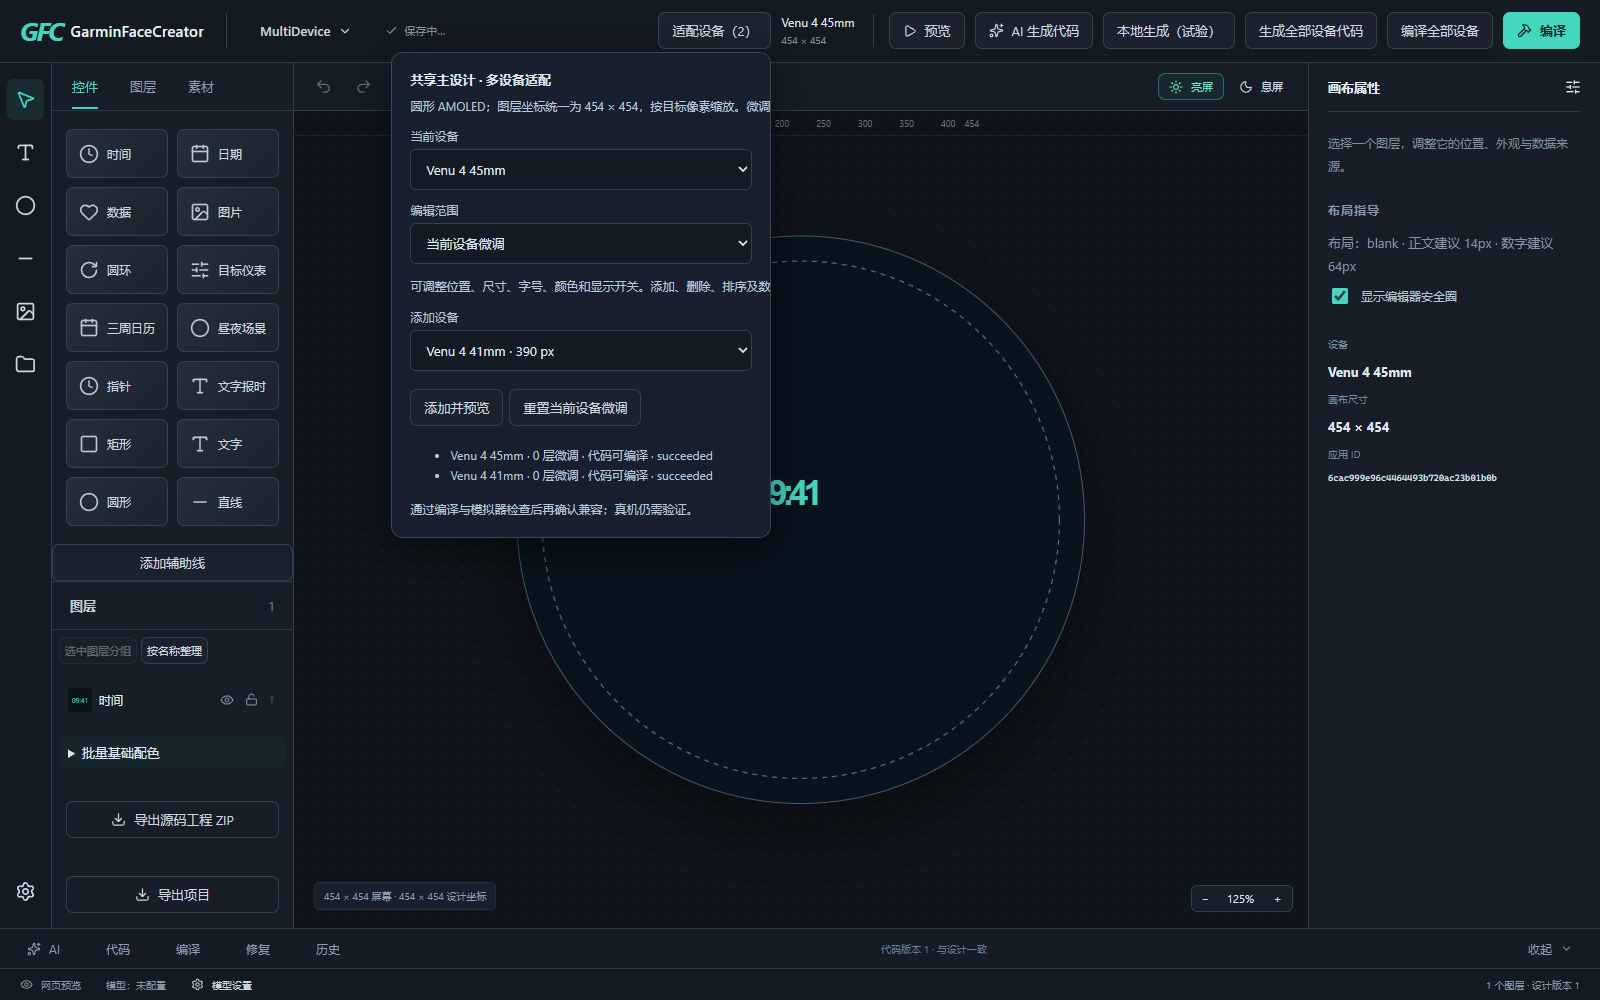 GFC GarminFaceCreator
MultiDevice
保存中...
适配设备（2）
Venu 4 45mm
454 × 454
预览
AI 生成代码
本地生成（试验）
生成全部设备代码
编译全部设备
编译
控件
图层
素材
时间
日期
数据
图片
圆环
目标仪表
三周日历
昼夜场景
指针
文字报时
矩形
文字
圆形
直线
添加辅助线
图层
1
选中图层分组
按名称整理
09:41
时间
批量基础配色
导出源码工程 ZIP
导出项目
共享主设计 · 多设备适配
圆形 AMOLED；图层坐标统一为 454 × 454，按目标像素缩放。微调
当前设备
Venu 4 45mm
编辑范围
当前设备微调
可调整位置、尺寸、字号、颜色和显示开关。添加、删除、排序及数
添加设备
Venu 4 41mm · 390 px
添加并预览
重置当前设备微调
Venu 4 45mm · 0 层微调 · 代码可编译 · succeeded
Venu 4 41mm · 0 层微调 · 代码可编译 · succeeded
通过编译与模拟器检查后再确认兼容；真机仍需验证。
亮屏
息屏
200
250
300
350
400
454
9:41
454 × 454 屏幕 · 454 × 454 设计坐标
− 125% +
画布属性
选择一个图层，调整它的位置、外观与数据来
源。
布局指导
布局：blank · 正文建议 14px · 数字建议
64px
显示编辑器安全圈
设备
Venu 4 45mm
画布尺寸
454 × 454
应用 ID
6cac999e96c4464493b720ac23b01b0b
AI
代码
编译
修复
历史
代码版本 1 · 与设计一致
收起
网页预览
模型：未配置
模型设置
1 个图层 · 设计版本 1